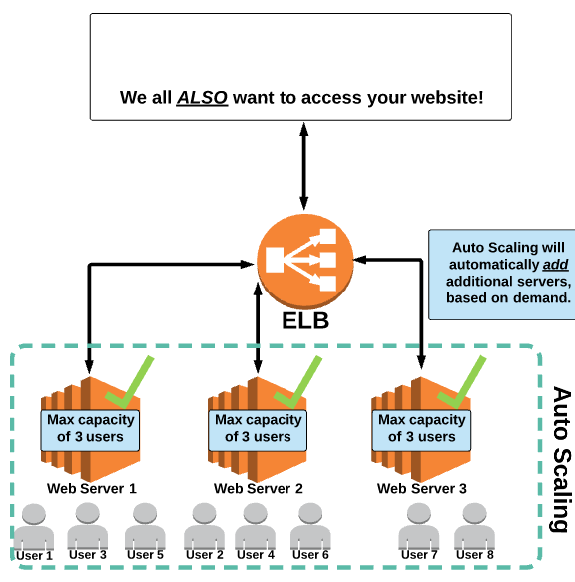 We all ALSO want to access your website!
Auto Scaling will
automatically add
additional servers,
based on demand.
ELB
Max capacity
of 3 users
Max capacity
of 3 users
Max capacity
of 3 users
Web Server 1
Web Server 2
Web Server 3
Auto Scaling
User 1
User 3
User 5
User 2
User 4
User 6
User 7
User 8